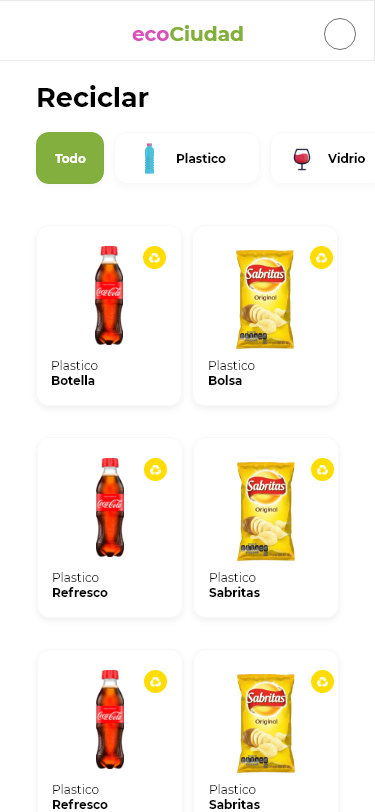 ecoCiudad
Reciclar
Todo
Plastico
Vidrio
Coca-Cola
Sabritas
Original
Plastico
Botella
Plastico
Bolsa
Coca-Cola
Sabritas
Original
Plastico
Refresco
Plastico
Sabritas
Coca-Cola
Sabritas
Original
Plastico
Refresco
Plastico
Sabritas